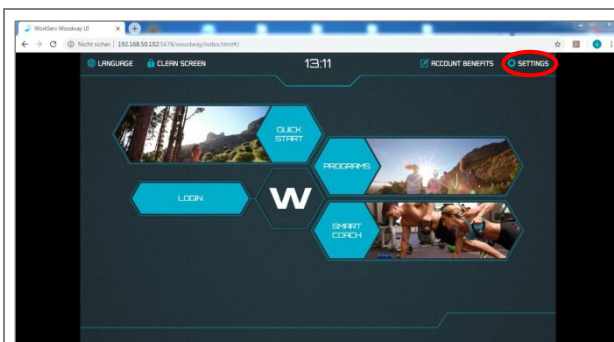 WorkServ Woodway UI
Nicht sicher | 192.168.50.102:5678/woodway/index.html#/
LANGUAGE CLEAN SCREEN 13:11 ACCOUNT BENEFITS SETTINGS
QUICK
START
PROGRAMS
LOGIN
W
SMART
COACH